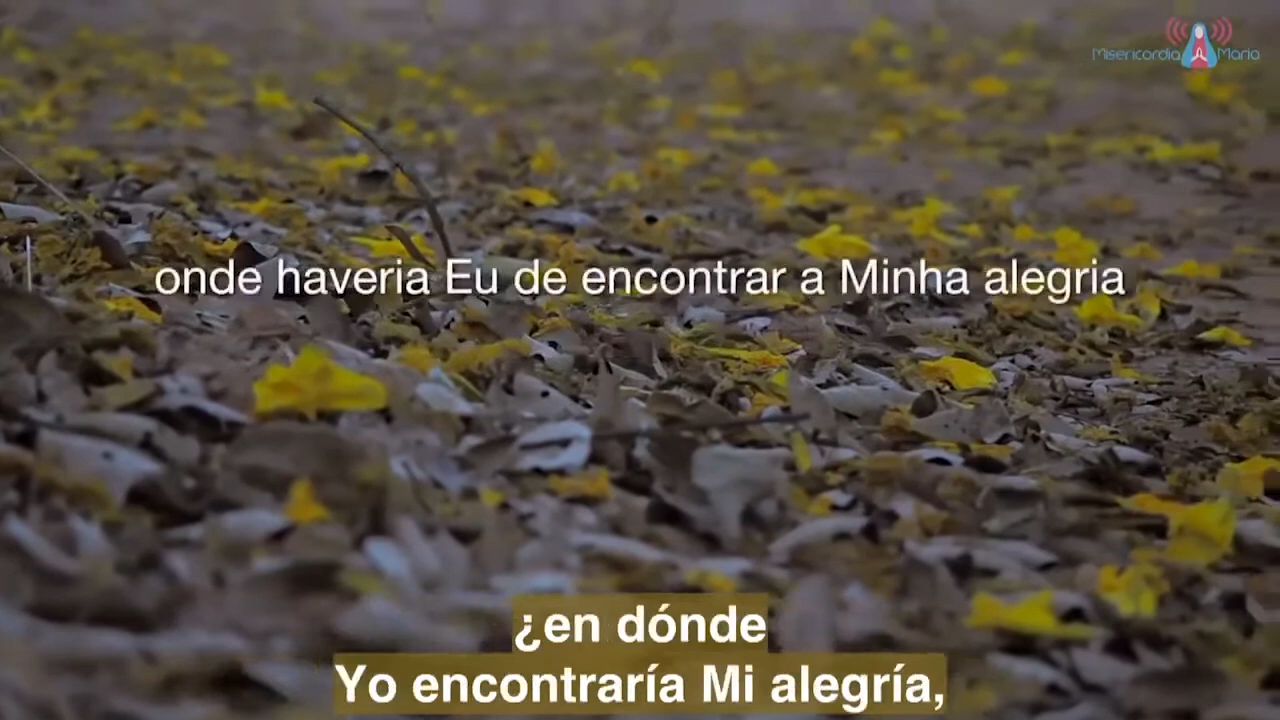 Misericordia Maria
onde haveria Eu de encontrar a Minha alegria
¿en dónde
Yo encontraría Mi alegría,